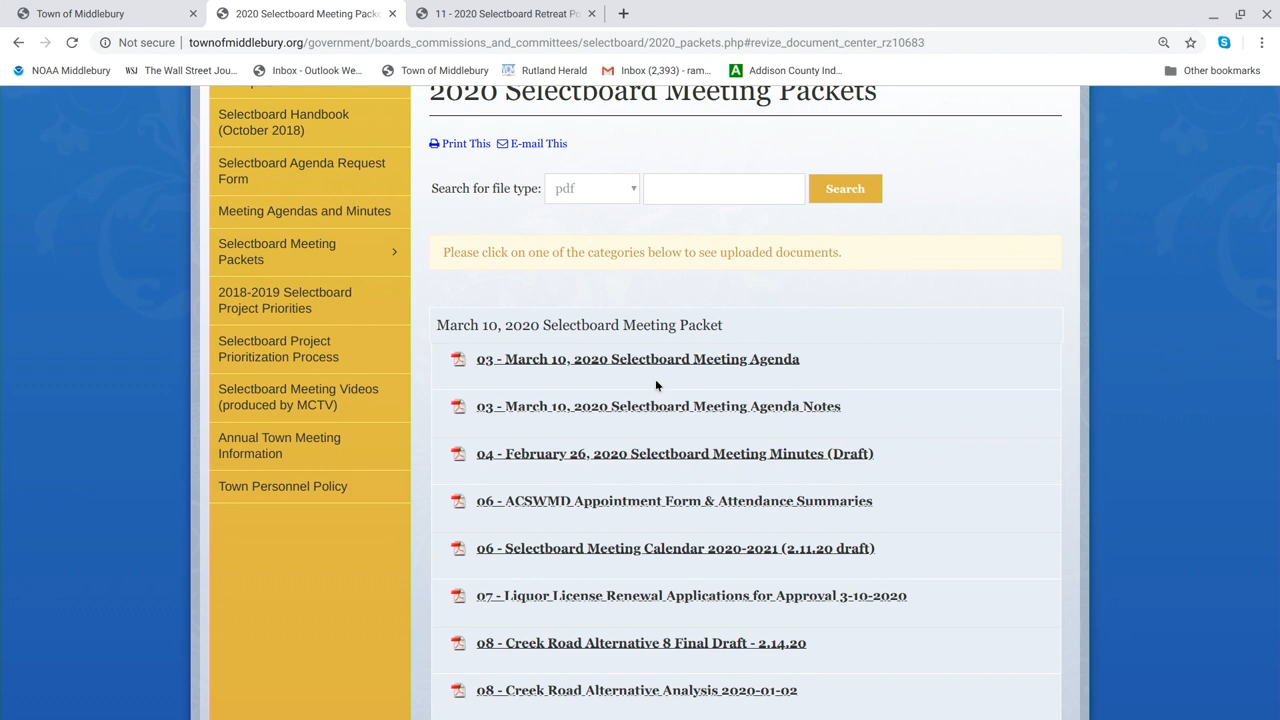 Town of Middlebury
2020 Selectboard Meeting Pack
11 - 2020 Selectboard Retreat Po
Not secure
townofmiddlebury.org/government/boards_commissions_and_committees/selectboard/2020_packets.php#revize_document_center_rz10683
NOAA Middlebury
WSJ The Wall Street Jou...
Inbox - Outlook We...
Town of Middlebury
Rutland Herald
Inbox (2,393) - ram...
A Addison County Ind...
Other bookmarks
Selectboard Handbook
(October 2018)
Selectboard Agenda Request
Form
Meeting Agendas and Minutes
Selectboard Meeting
Packets
2018-2019 Selectboard
Project Priorities
Selectboard Project
Prioritization Process
Selectboard Meeting Videos
(produced by MCTV)
Annual Town Meeting
Information
Town Personnel Policy
2020 Selectboard Meeting Packets
Print This E-mail This
Search for file type: pdf Search
Please click on one of the categories below to see uploaded documents.
March 10, 2020 Selectboard Meeting Packet
03 - March 10, 2020 Selectboard Meeting Agenda
03 - March 10, 2020 Selectboard Meeting Agenda Notes
04 - February 26, 2020 Selectboard Meeting Minutes (Draft)
06 - ACSWMD Appointment Form & Attendance Summaries
06 - Selectboard Meeting Calendar 2020-2021 (2.11.20 draft)
07 - Liquor License Renewal Applications for Approval 3-10-2020
08 - Creek Road Alternative 8 Final Draft - 2.14.20
08 - Creek Road Alternative Analysis 2020-01-02